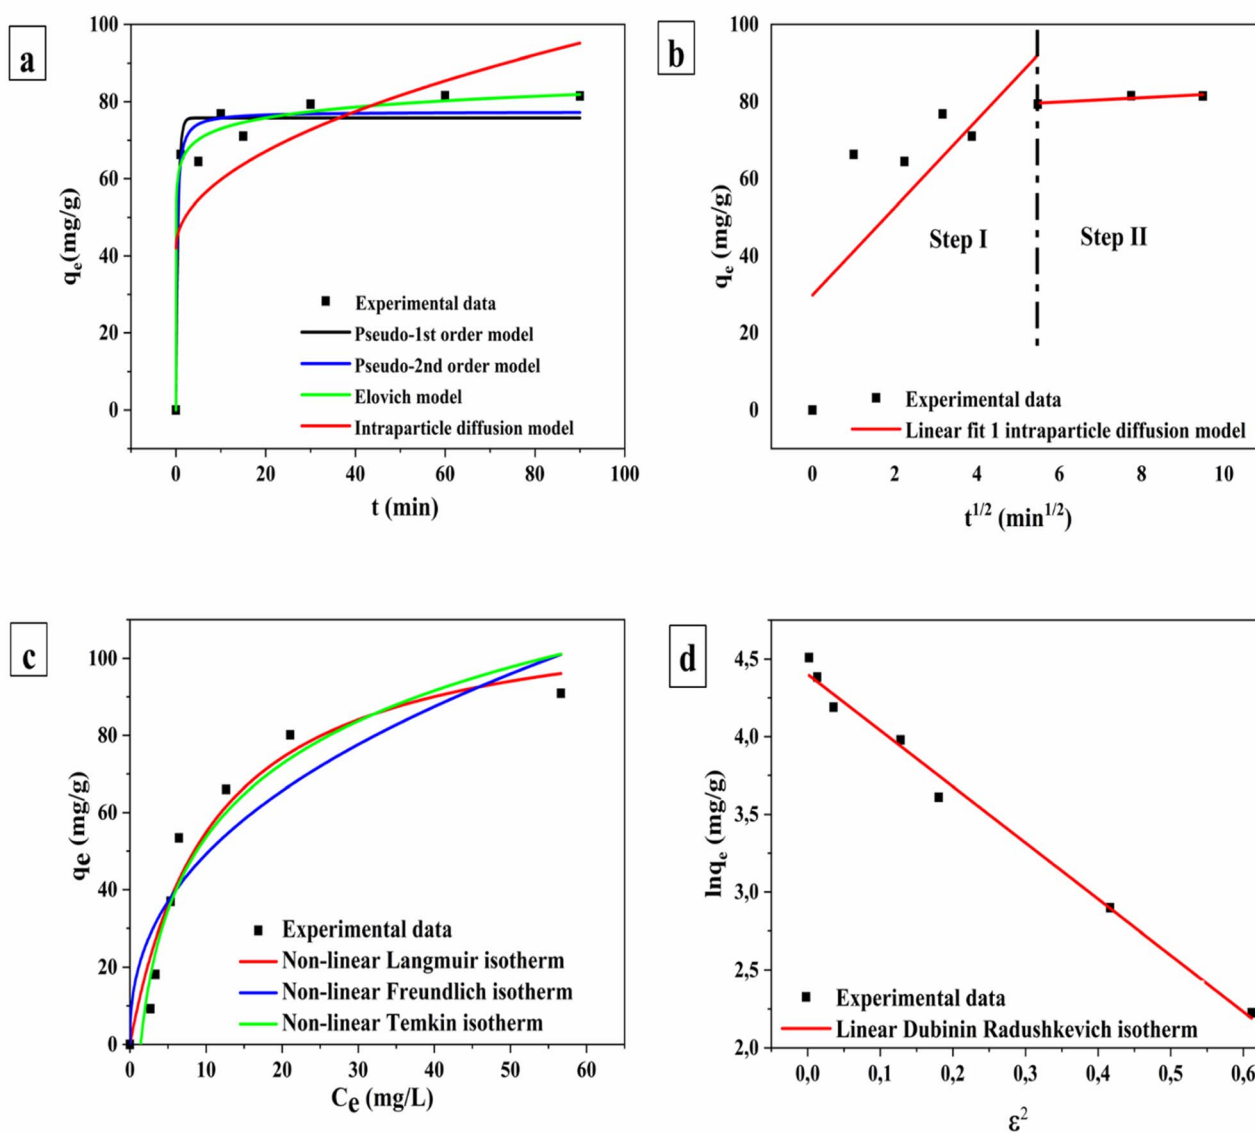 a
100
80
60
40
20
0
qₑ(mg/g)
Experimental data
Pseudo-1st order model
Pseudo-2nd order model
Elovich model
Intraparticle diffusion model
0 20 40 60 80 100
t (min)
b
100
80
60
40
20
0
qₑ (mg/g)
Step I
Step II
Experimental data
Linear fit 1 intraparticle diffusion model
0 2 4 6 8 10
t^1/2 (min^1/2)
c
100
80
60
40
20
0
qe (mg/g)
Experimental data
Non-linear Langmuir isotherm
Non-linear Freundlich isotherm
Non-linear Temkin isotherm
0 10 20 30 40 50 60
Ce (mg/L)
d
4,5
4,0
3,5
3,0
2,5
2,0
lnqₑ (mg/g)
Experimental data
Linear Dubinin Radushkevich isotherm
0,0 0,1 0,2 0,3 0,4 0,5 0,6
ε²